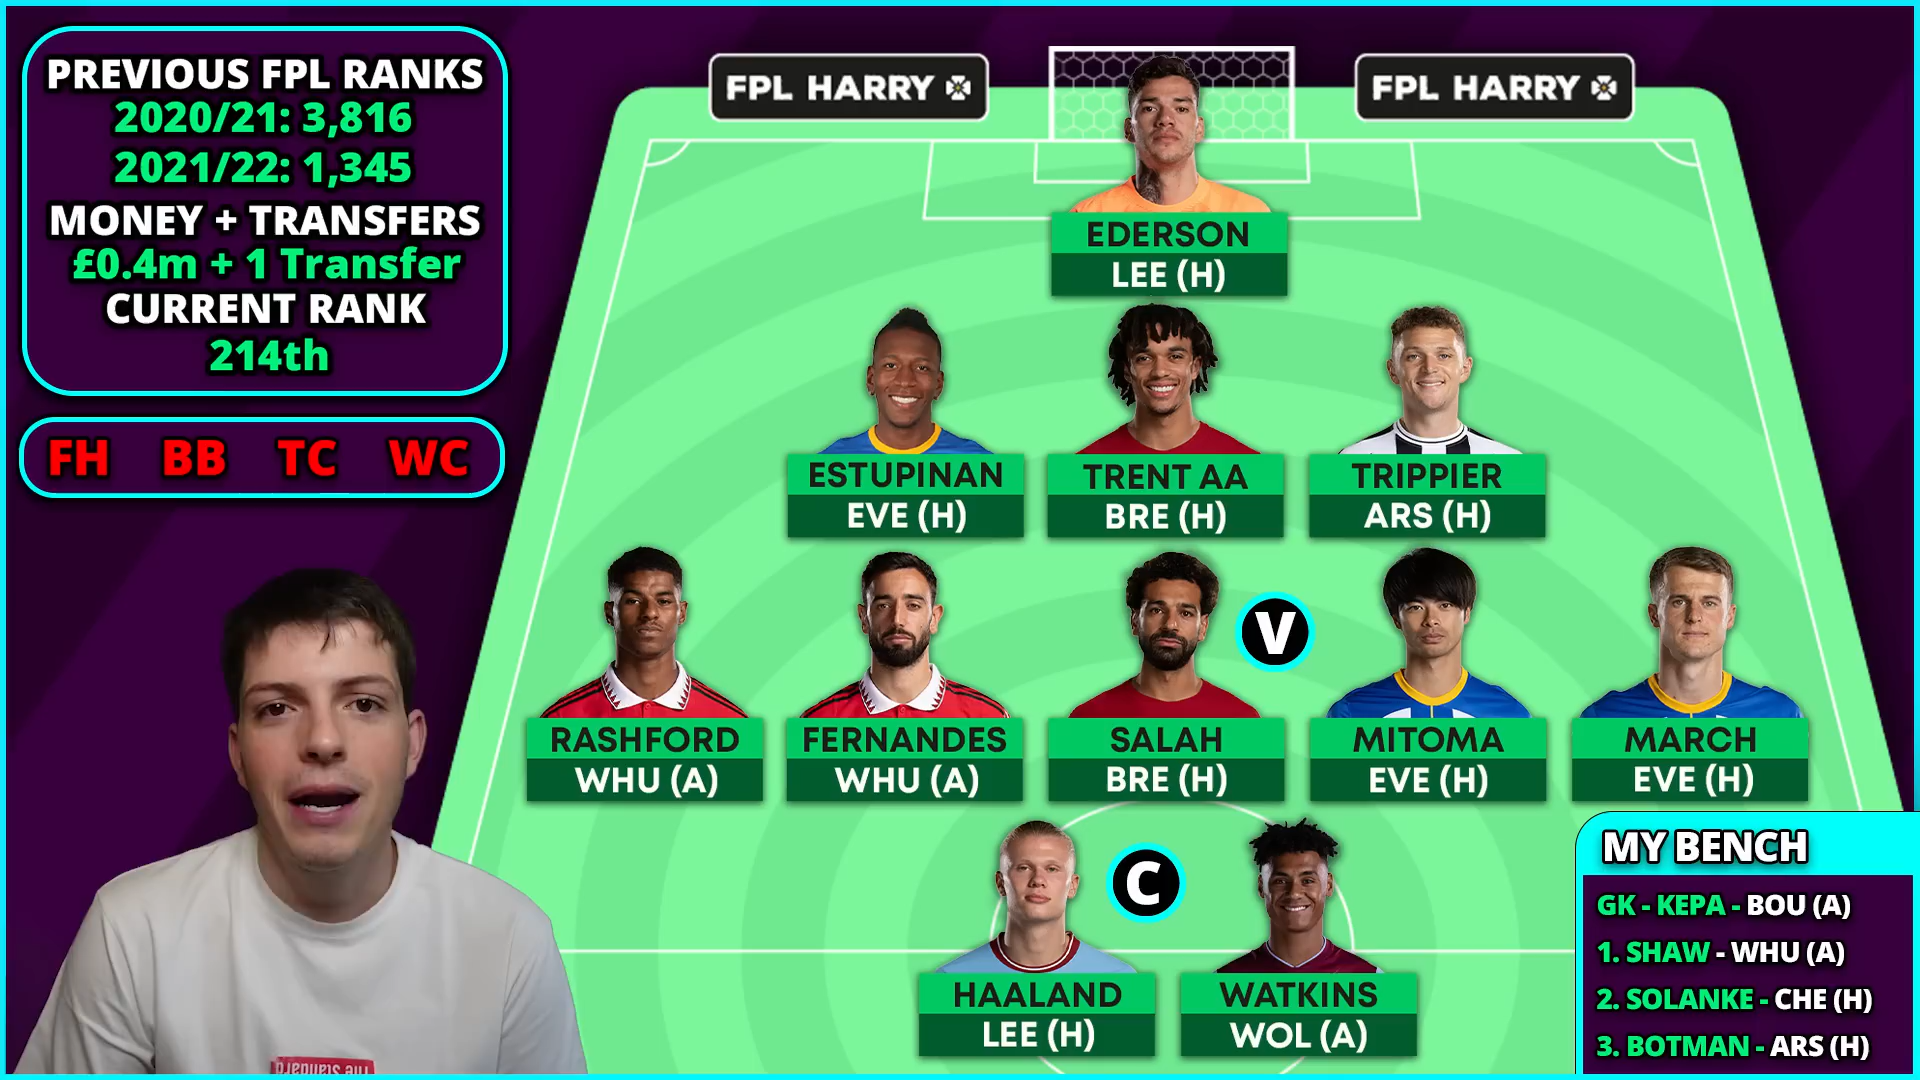 PREVIOUS FPL RANKS
2020/21: 3,816
2021/22: 1,345
MONEY + TRANSFERS
£0.4m + 1 Transfer
CURRENT RANK
214th
FH BB TC WC
FPL HARRY
FPL HARRY
EDERSON
LEE (H)
ESTUPINAN
EVE (H)
TRENT AA
BRE (H)
TRIPPIER
ARS (H)
RASHFORD
WHU (A)
FERNANDES
WHU (A)
SALAH
BRE (H)
V
MITOMA
EVE (H)
MARCH
EVE (H)
HAALAND
LEE (H)
C
WATKINS
WOL (A)
MY BENCH
GK - KEPA - BOU (A)
1. SHAW - WHU (A)
2. SOLANKE - CHE (H)
3. BOTMAN - ARS (H)
The Standard